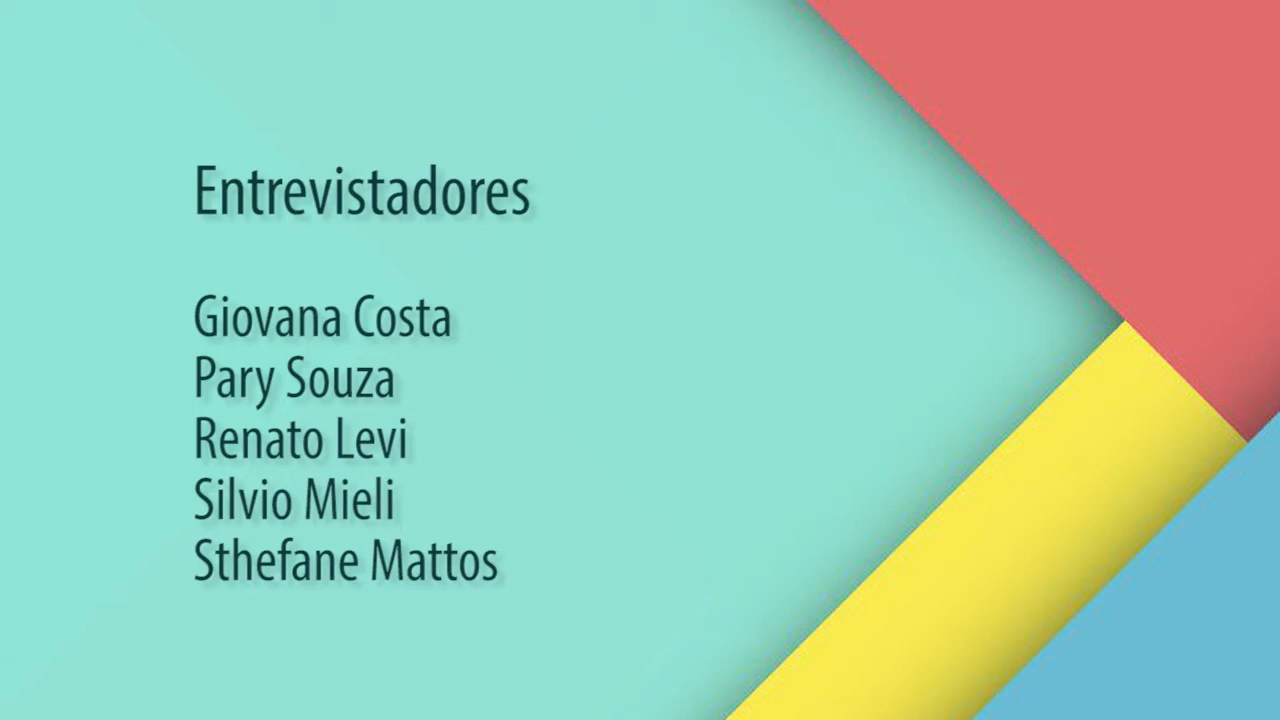 Entrevistadores
Giovana Costa
Pary Souza
Renato Levi
Silvio Mieli
Sthefane Mattos